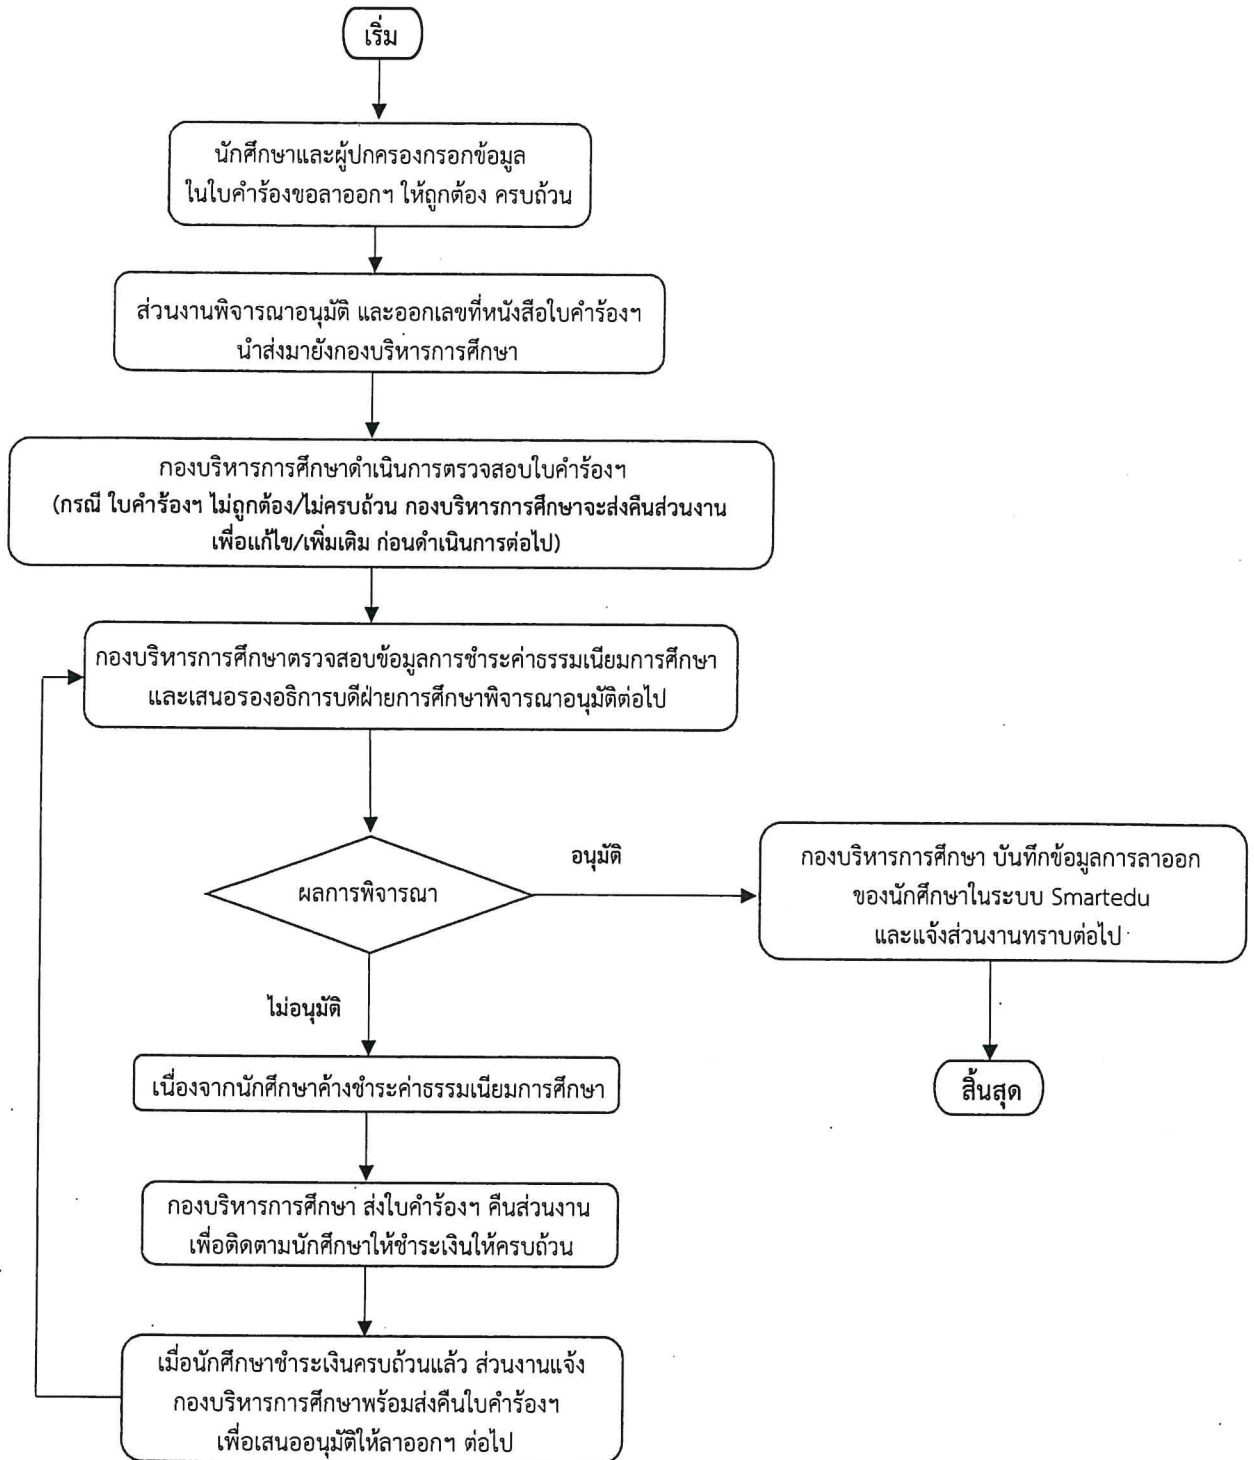 เริ่ม
นักศึกษาและผู้ปกครองกรอกข้อมูล
ในใบคำร้องขอลาออกฯ ให้ถูกต้อง ครบถ้วน
ส่วนงานพิจารณาอนุมัติ และออกเลขที่หนังสือใบคำร้องฯ
นำส่งมายังกองบริหารการศึกษา
กองบริหารการศึกษาดำเนินการตรวจสอบใบคำร้องฯ
(กรณี ใบคำร้องฯ ไม่ถูกต้อง/ไม่ครบถ้วน กองบริหารการศึกษาจะส่งคืนส่วนงาน
เพื่อแก้ไข/เพิ่มเติม ก่อนดำเนินการต่อไป)
กองบริหารการศึกษาตรวจสอบข้อมูลการชำระค่าธรรมเนียมการศึกษา
และเสนอรองอธิการบดีฝ่ายการศึกษาพิจารณาอนุมัติต่อไป
ผลการพิจารณา
อนุมัติ
กองบริหารการศึกษา บันทึกข้อมูลการลาออก
ของนักศึกษาในระบบ Smartedu
และแจ้งส่วนงานทราบต่อไป
สิ้นสุด
ไม่อนุมัติ
เนื่องจากนักศึกษาค้างชำระค่าธรรมเนียมการศึกษา
กองบริหารการศึกษา ส่งใบคำร้องฯ คืนส่วนงาน
เพื่อติดตามนักศึกษาให้ชำระเงินให้ครบถ้วน
เมื่อนักศึกษาชำระเงินครบถ้วนแล้ว ส่วนงานแจ้ง
กองบริหารการศึกษาพร้อมส่งคืนใบคำร้องฯ
เพื่อเสนออนุมัติให้ลาออกฯ ต่อไป